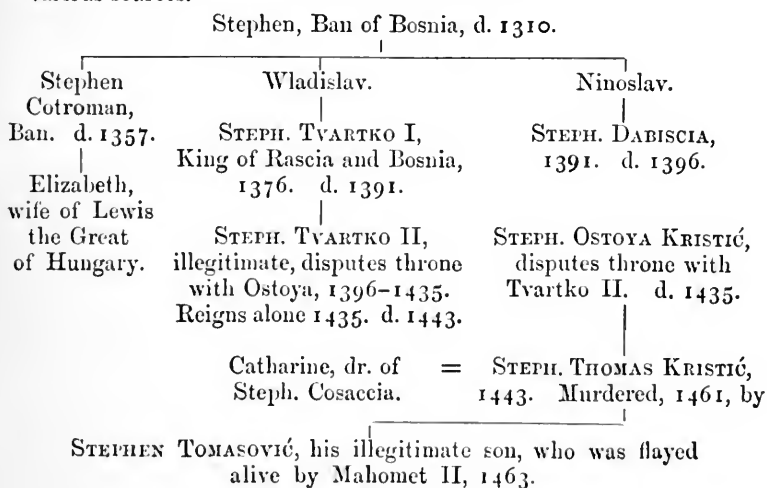 various sources.
Stephen, Ban of Bosnia, d. 1310.
Stephen Wladislav. Ninoslav.
Cotroman,
Ban. d. 1357. STEPH. TVARTKO I, STEPH. DABISCIA,
King of Rascia and Bosnia, 1391. d. 1396.
Elizabeth, 1376. d. 1391.
wife of Lewis
the Great STEPH. TVARTKO II, STEPH. OSTOYA KRISTIĆ,
of Hungary. illegitimate, disputes throne disputes throne with
with Ostoya, 1396–1435. Tvartko II. d. 1435.
Reigns alone 1435. d. 1443.
Catharine, dr. of = STEPH. THOMAS KRISTIĆ,
Steph. Cosaccia. 1443. Murdered, 1461, by
STEPHEN TOMASOVIĆ, his illegitimate son, who was flayed
alive by Mahomet II, 1463.